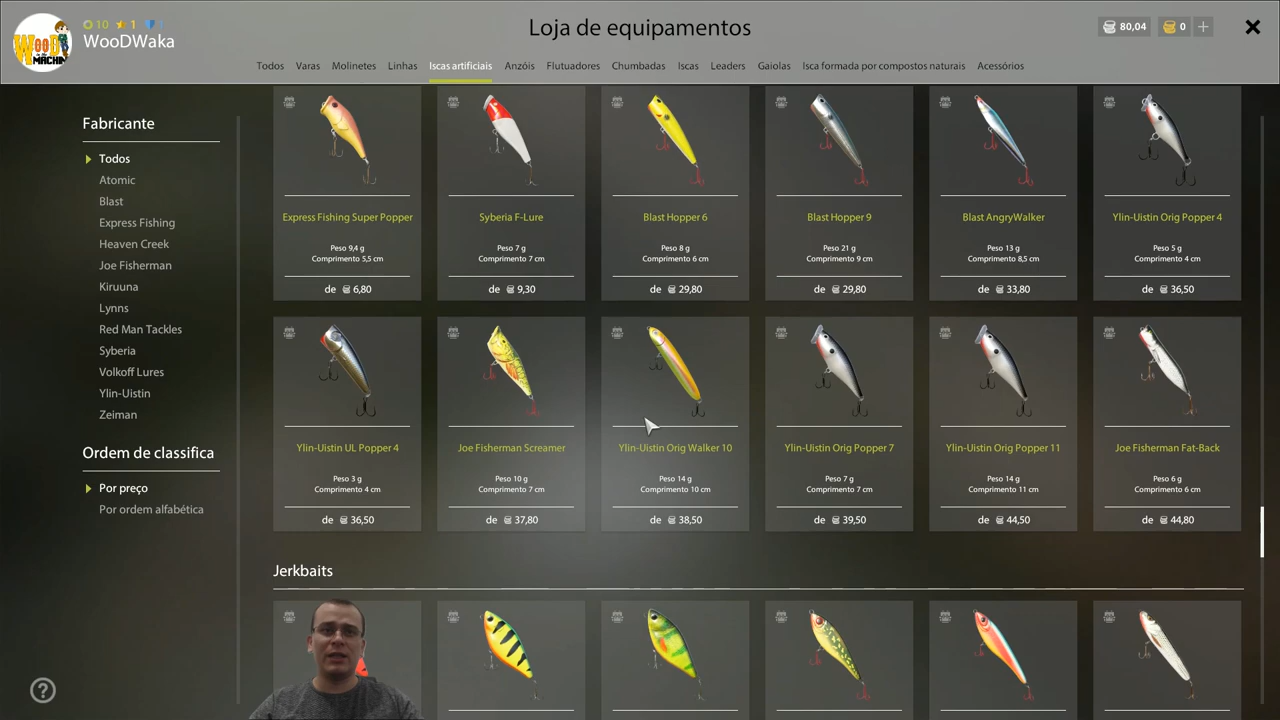 10 1 1
WooDWaka
WOOD
MACHIN
Loja de equipamentos
80,04 0
Todos Varas Molinetes Linhas Iscas artificiais Anzóis Flutuadores Chumbadas Iscas Leaders Gaiolas Isca formada por compostos naturais Acessórios
Fabricante
Todos
Atomic
Blast
Express Fishing
Heaven Creek
Joe Fisherman
Kiruuna
Lynns
Red Man Tackles
Syberia
Volkoff Lures
Ylin-Uistin
Zeiman
Ordem de classifica
Por preço
Por ordem alfabética
Express Fishing Super Popper
Peso 9,4 g
Comprimento 5,5 cm
de 6,80
Syberia F-Lure
Peso 7 g
Comprimento 7 cm
de 9,30
Blast Hopper 6
Peso 8 g
Comprimento 6 cm
de 29,80
Blast Hopper 9
Peso 21 g
Comprimento 9 cm
de 29,80
Blast AngryWalker
Peso 13 g
Comprimento 8,5 cm
de 33,80
Ylin-Uistin Orig Popper 4
Peso 5 g
Comprimento 4 cm
de 36,50
Ylin-Uistin UL Popper 4
Peso 3 g
Comprimento 4 cm
de 36,50
Joe Fisherman Screamer
Peso 10 g
Comprimento 7 cm
de 37,80
Ylin-Uistin Orig Walker 10
Peso 14 g
Comprimento 10 cm
de 38,50
Ylin-Uistin Orig Popper 7
Peso 7 g
Comprimento 7 cm
de 39,50
Ylin-Uistin Orig Popper 11
Peso 14 g
Comprimento 11 cm
de 44,50
Joe Fisherman Fat-Back
Peso 6 g
Comprimento 6 cm
de 44,80
Jerkbaits
?